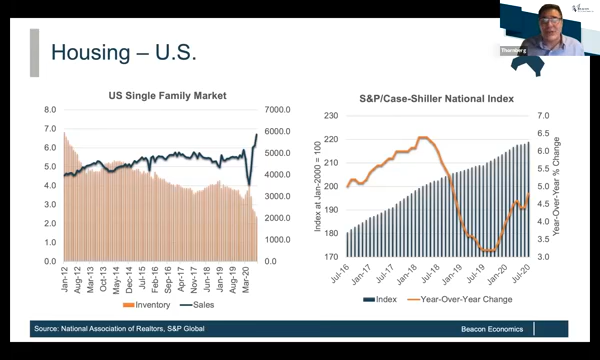 Housing – U.S.
Thornberg
US Single Family Market
8.0
7.0
6.0
5.0
4.0
3.0
2.0
1.0
0.0
7000.0
6000.0
5000.0
4000.0
3000.0
2000.0
1000.0
0.0
Jan-12
Aug-12
Mar-13
Oct-13
May-14
Dec-14
Jul-15
Feb-16
Sep-16
Apr-17
Nov-17
Jun-18
Jan-19
Aug-19
Mar-20
Inventory
Sales
S&P/Case-Shiller National Index
Index at Jan-2000 = 100
230
220
210
200
190
180
170
7.0
6.5
6.0
5.5
5.0
4.5
4.0
3.5
3.0
Year-Over-Year % Change
Jul-16
Jan-17
Jul-17
Jan-18
Jul-18
Jan-19
Jul-19
Jan-20
Jul-20
Index
Year-Over-Year Change
Source: National Association of Realtors, S&P Global
Beacon Economics